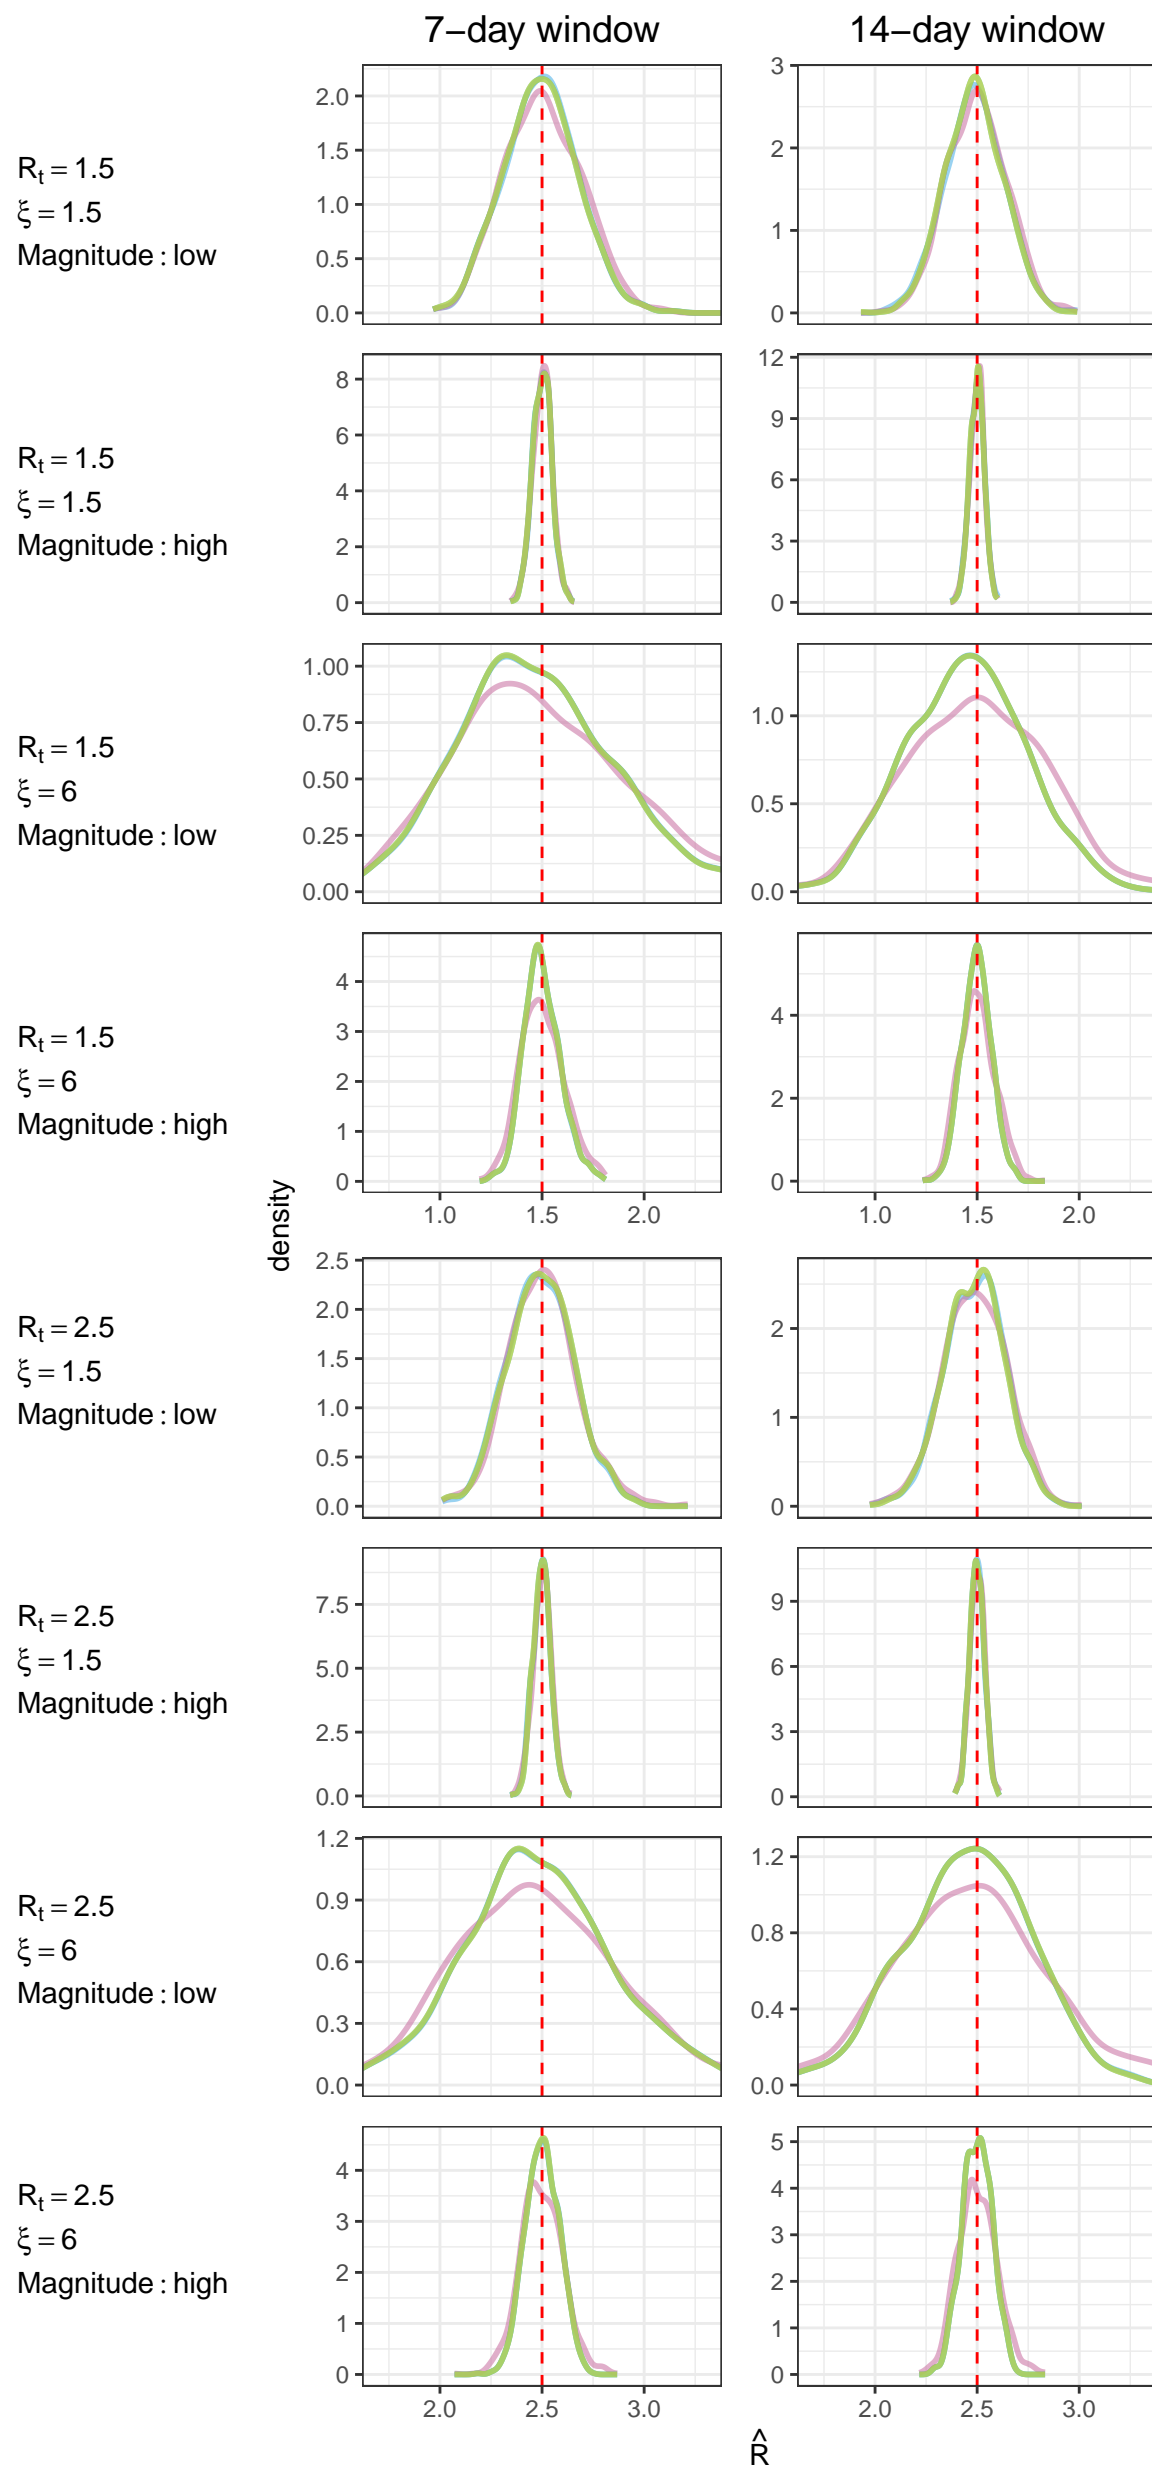 7−day window
14−day window
R_t = 1.5
ξ = 1.5
Magnitude : low
2.0
1.5
1.0
0.5
0.0
3
2
1
0
R_t = 1.5
ξ = 1.5
Magnitude : high
8
6
4
2
0
12
9
6
3
0
R_t = 1.5
ξ = 6
Magnitude : low
1.00
0.75
0.50
0.25
0.00
1.0
0.5
0.0
R_t = 1.5
ξ = 6
Magnitude : high
4
3
2
1
0
4
2
0
1.0 1.5 2.0
1.0 1.5 2.0
density
R_t = 2.5
ξ = 1.5
Magnitude : low
2.5
2.0
1.5
1.0
0.5
0.0
2
1
0
R_t = 2.5
ξ = 1.5
Magnitude : high
7.5
5.0
2.5
0.0
9
6
3
0
R_t = 2.5
ξ = 6
Magnitude : low
1.2
0.9
0.6
0.3
0.0
1.2
0.8
0.4
0.0
R_t = 2.5
ξ = 6
Magnitude : high
4
3
2
1
0
5
4
3
2
1
0
2.0 2.5 3.0
2.0 2.5 3.0
R̂